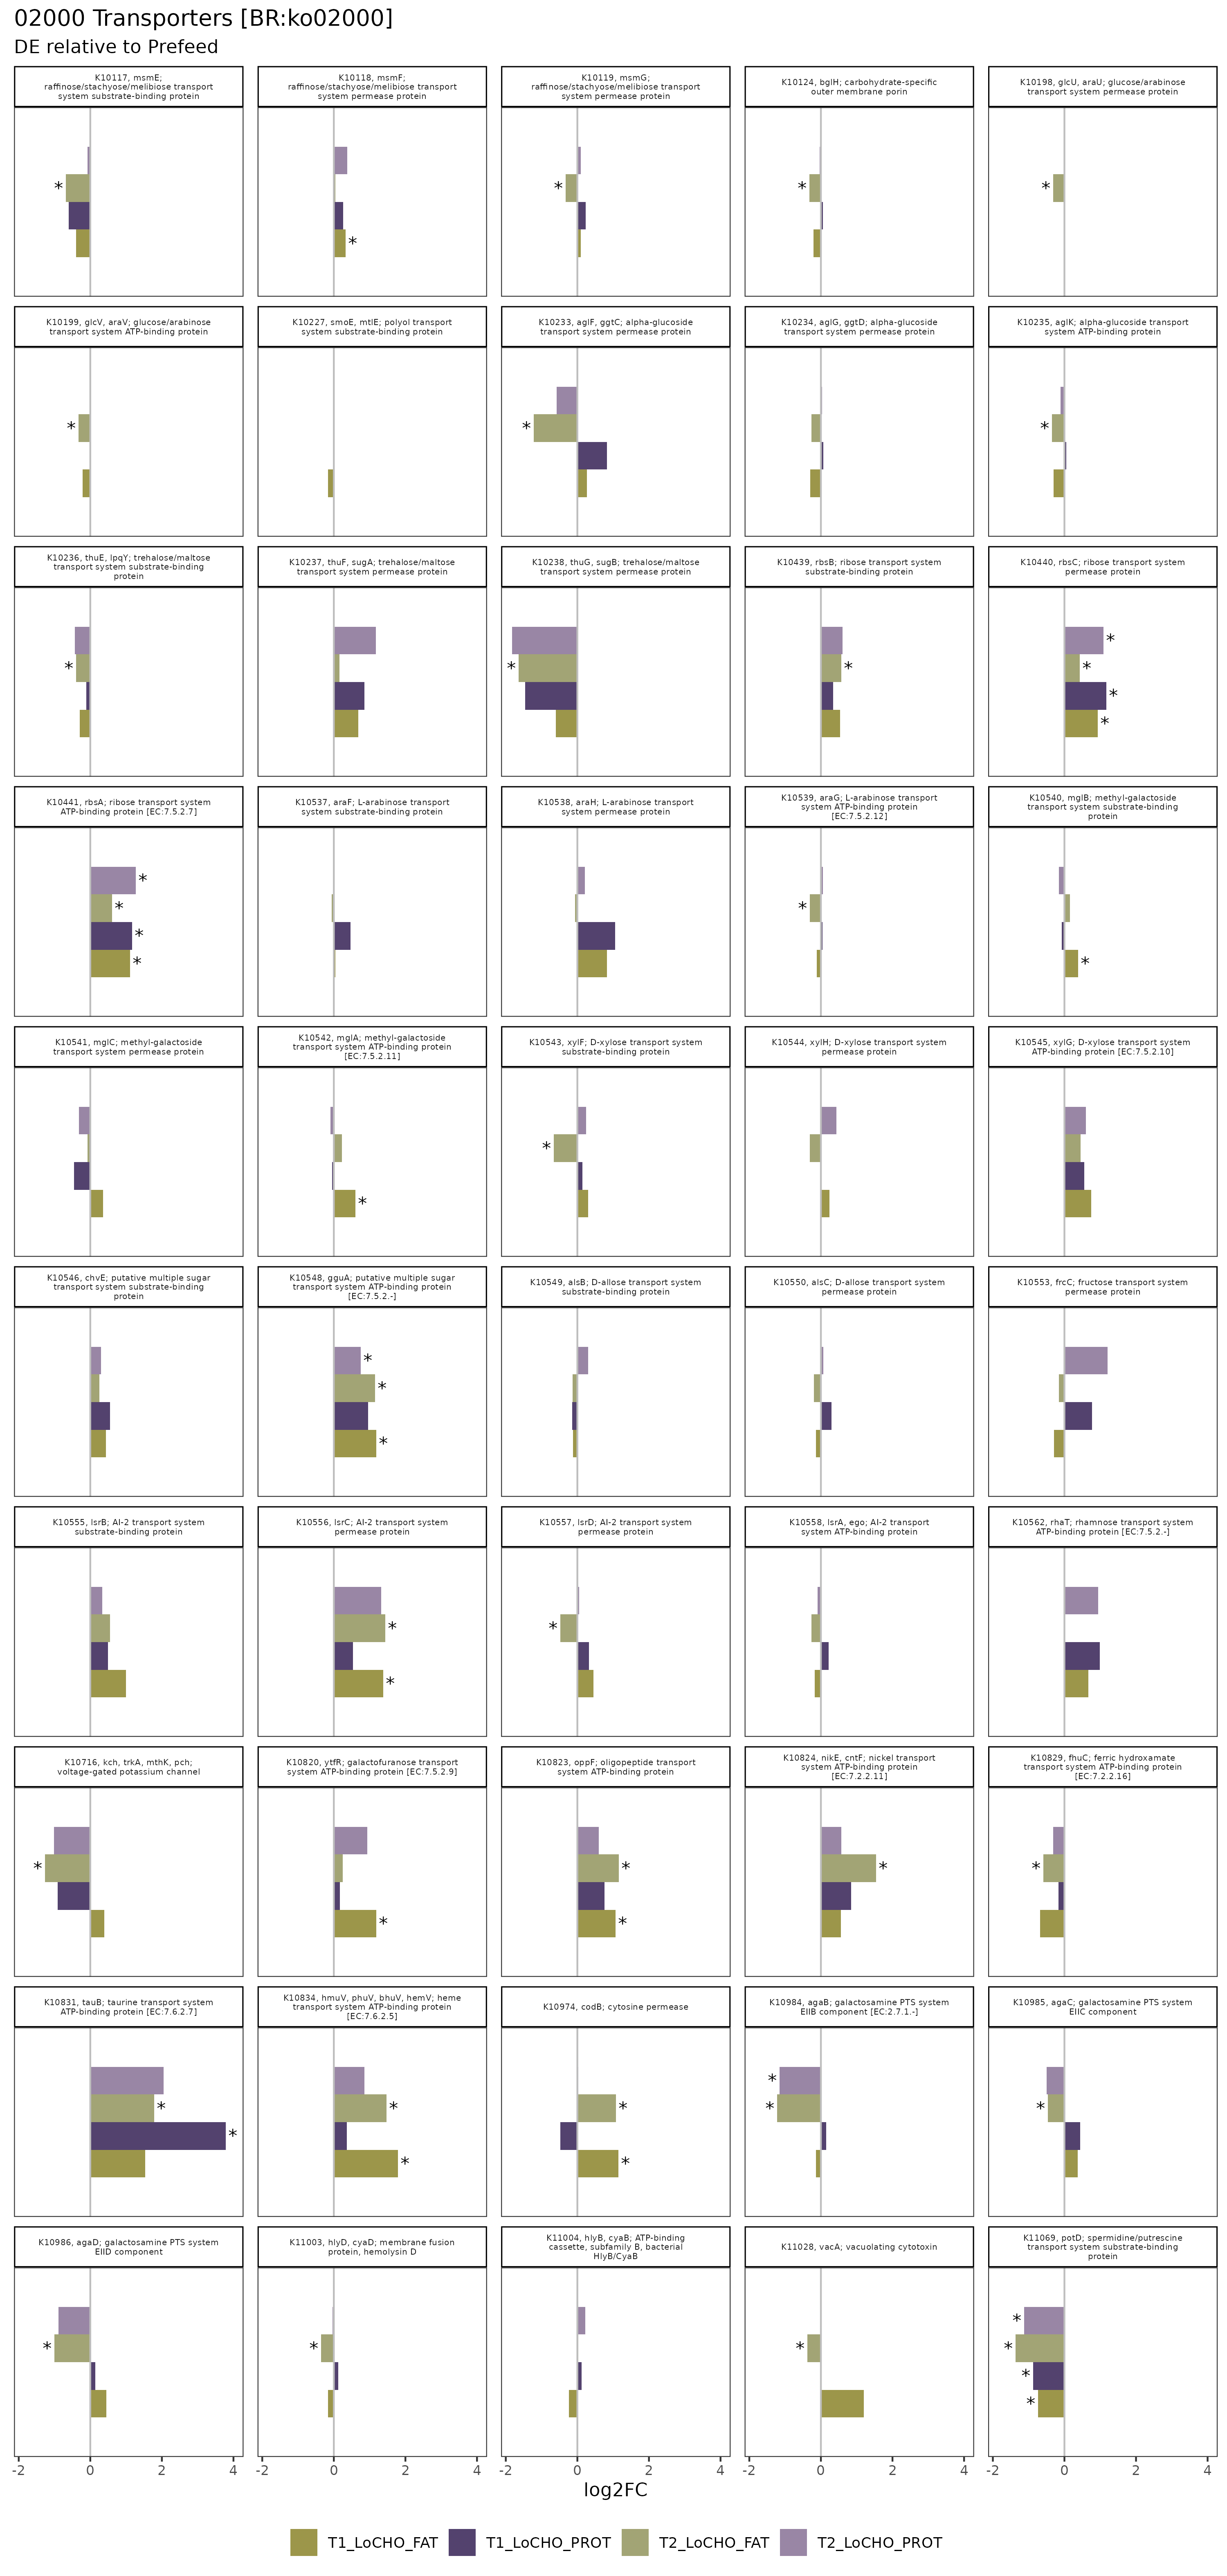 02000 Transporters [BR:ko02000]
DE relative to Prefeed
K10117, msmE;
raffinose/stachyose/melibiose transport
system substrate-binding protein
K10118, msmF;
raffinose/stachyose/melibiose transport
system permease protein
K10119, msmG;
raffinose/stachyose/melibiose transport
system permease protein
K10124, bglH; carbohydrate-specific
outer membrane porin
K10198, glcU, araU; glucose/arabinose
transport system permease protein
*
*
*
*
*
K10199, glcV, araV; glucose/arabinose
transport system ATP-binding protein
K10227, smoE, mtlE; polyol transport
system substrate-binding protein
K10233, aglF, ggtC; alpha-glucoside
transport system permease protein
K10234, aglG, ggtD; alpha-glucoside
transport system permease protein
K10235, aglK; alpha-glucoside transport
system ATP-binding protein
*
*
*
K10236, thuE, lpqY; trehalose/maltose
transport system substrate-binding
protein
K10237, thuF, sugA; trehalose/maltose
transport system permease protein
K10238, thuG, sugB; trehalose/maltose
transport system permease protein
K10439, rbsB; ribose transport system
substrate-binding protein
K10440, rbsC; ribose transport system
permease protein
*
*
*
*
*
*
*
K10441, rbsA; ribose transport system
ATP-binding protein [EC:7.5.2.7]
K10537, araF; L-arabinose transport
system substrate-binding protein
K10538, araH; L-arabinose transport
system permease protein
K10539, araG; L-arabinose transport
system ATP-binding protein
[EC:7.5.2.12]
K10540, mglB; methyl-galactoside
transport system substrate-binding
protein
*
*
*
*
*
*
K10541, mglC; methyl-galactoside
transport system permease protein
K10542, mglA; methyl-galactoside
transport system ATP-binding protein
[EC:7.5.2.11]
K10543, xylF; D-xylose transport system
substrate-binding protein
K10544, xylH; D-xylose transport system
permease protein
K10545, xylG; D-xylose transport system
ATP-binding protein [EC:7.5.2.10]
*
*
K10546, chvE; putative multiple sugar
transport system substrate-binding
protein
K10548, gguA; putative multiple sugar
transport system ATP-binding protein
[EC:7.5.2.-]
K10549, alsB; D-allose transport system
substrate-binding protein
K10550, alsC; D-allose transport system
permease protein
K10553, frcC; fructose transport system
permease protein
*
*
*
K10555, lsrB; AI-2 transport system
substrate-binding protein
K10556, lsrC; AI-2 transport system
permease protein
K10557, lsrD; AI-2 transport system
permease protein
K10558, lsrA, ego; AI-2 transport
system ATP-binding protein
K10562, rhaT; rhamnose transport system
ATP-binding protein [EC:7.5.2.-]
*
*
*
K10716, kch, trkA, mthK, pch;
voltage-gated potassium channel
K10820, ytfR; galactofuranose transport
system ATP-binding protein [EC:7.5.2.9]
K10823, oppF; oligopeptide transport
system ATP-binding protein
K10824, nikE, cntF; nickel transport
system ATP-binding protein
[EC:7.2.2.11]
K10829, fhuC; ferric hydroxamate
transport system ATP-binding protein
[EC:7.2.2.16]
*
*
*
*
*
*
K10831, tauB; taurine transport system
ATP-binding protein [EC:7.6.2.7]
K10834, hmuV, phuV, bhuV, hemV; heme
transport system ATP-binding protein
[EC:7.6.2.5]
K10974, codB; cytosine permease
K10984, agaB; galactosamine PTS system
EIIB component [EC:2.7.1.-]
K10985, agaC; galactosamine PTS system
EIIC component
*
*
*
*
*
*
*
*
*
K10986, agaD; galactosamine PTS system
EIID component
K11003, hlyD, cyaD; membrane fusion
protein, hemolysin D
K11004, hlyB, cyaB; ATP-binding
cassette, subfamily B, bacterial
HlyB/CyaB
K11028, vacA; vacuolating cytotoxin
K11069, potD; spermidine/putrescine
transport system substrate-binding
protein
*
*
*
*
*
*
*
-2 0 2 4 -2 0 2 4 -2 0 2 4 -2 0 2 4 -2 0 2 4
log2FC
T1_LoCHO_FAT T1_LoCHO_PROT T2_LoCHO_FAT T2_LoCHO_PROT